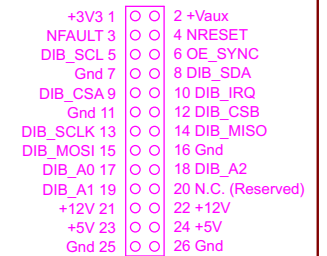 +3V3 1 2 +Vaux
NFAULT 3 4 NRESET
DIB_SCL 5 6 OE_SYNC
Gnd 7 8 DIB_SDA
DIB_CSA 9 10 DIB_IRQ
Gnd 11 12 DIB_CSB
DIB_SCLK 13 14 DIB_MISO
DIB_MOSI 15 16 Gnd
DIB_A0 17 18 DIB_A2
DIB_A1 19 20 N.C. (Reserved)
+12V 21 22 +12V
+5V 23 24 +5V
Gnd 25 26 Gnd